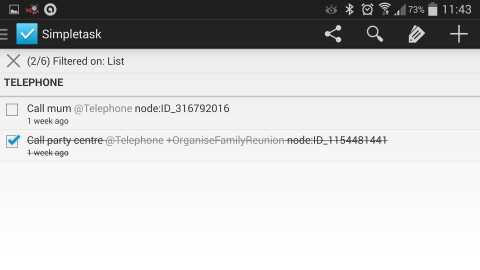 73% 11:43
Simpletask
(2/6) Filtered on: List
TELEPHONE
Call mum @Telephone node:ID_316792016
1 week ago
Call party centre @Telephone +OrganiseFamilyReunion node:ID_1154481441
1 week ago